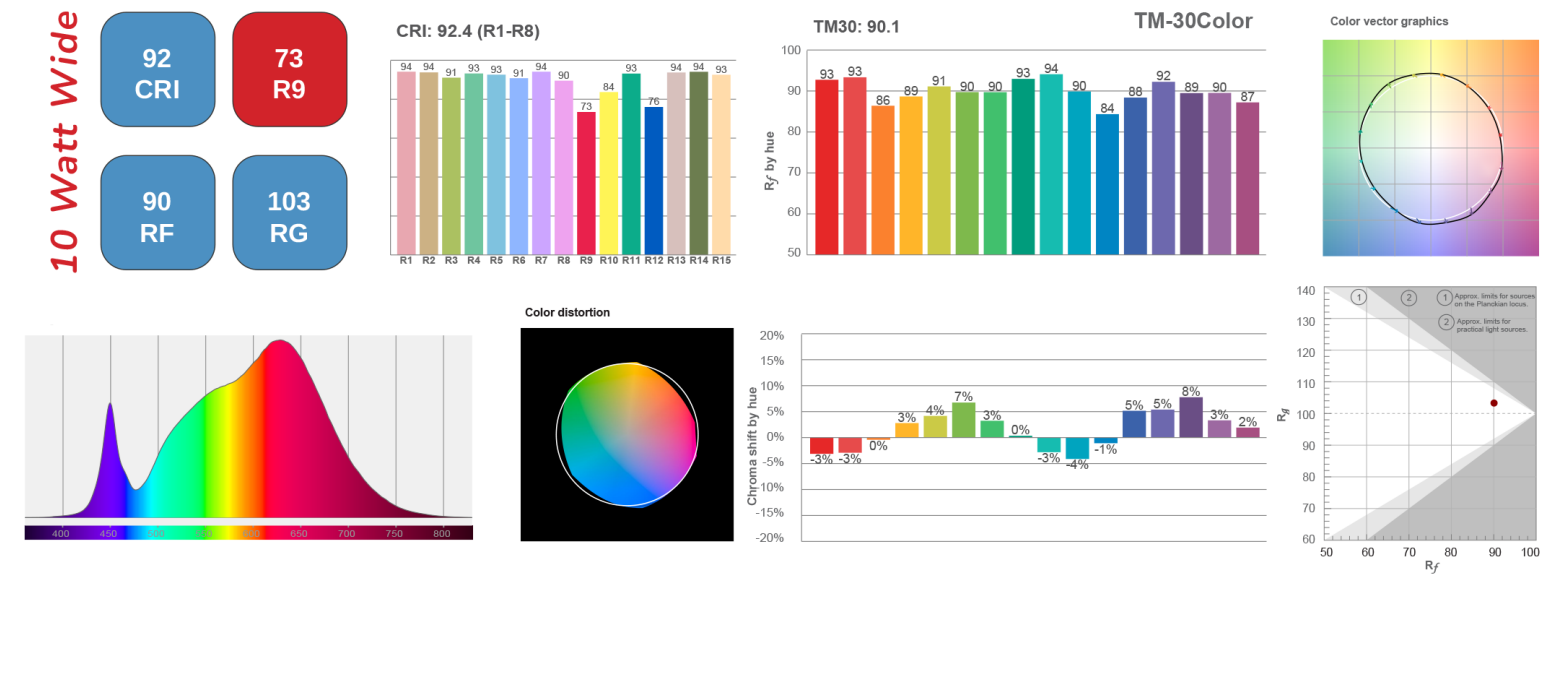 10 Watt Wide
92
CRI
73
R9
90
RF
103
RG
CRI: 92.4 (R1-R8)
94 94 91 93 93 91 94 90 73 84 93 76 94 94 93
R1 R2 R3 R4 R5 R6 R7 R8 R9 R10 R11 R12 R13 R14 R15
TM30: 90.1
TM-30Color
Rf by hue
100
90
80
70
60
50
93 93 86 89 91 90 90 93 94 90 84 88 92 89 90 87
Color vector graphics
400 450 500 550 600 650 700 750 800
Color distortion
Chroma shift by hue
20%
15%
10%
5%
0%
-5%
-10%
-15%
-20%
-3% -3% 0% 3% 4% 7% 3% 0% -3% -4% -1% 5% 5% 8% 3% 2%
Rg
140
130
120
110
100
90
80
70
60
1 2
1 Approx. limits for sources
on the Planckian locus.
2 Approx. limits for
practical light sources.
50 60 70 80 90 100
Rf